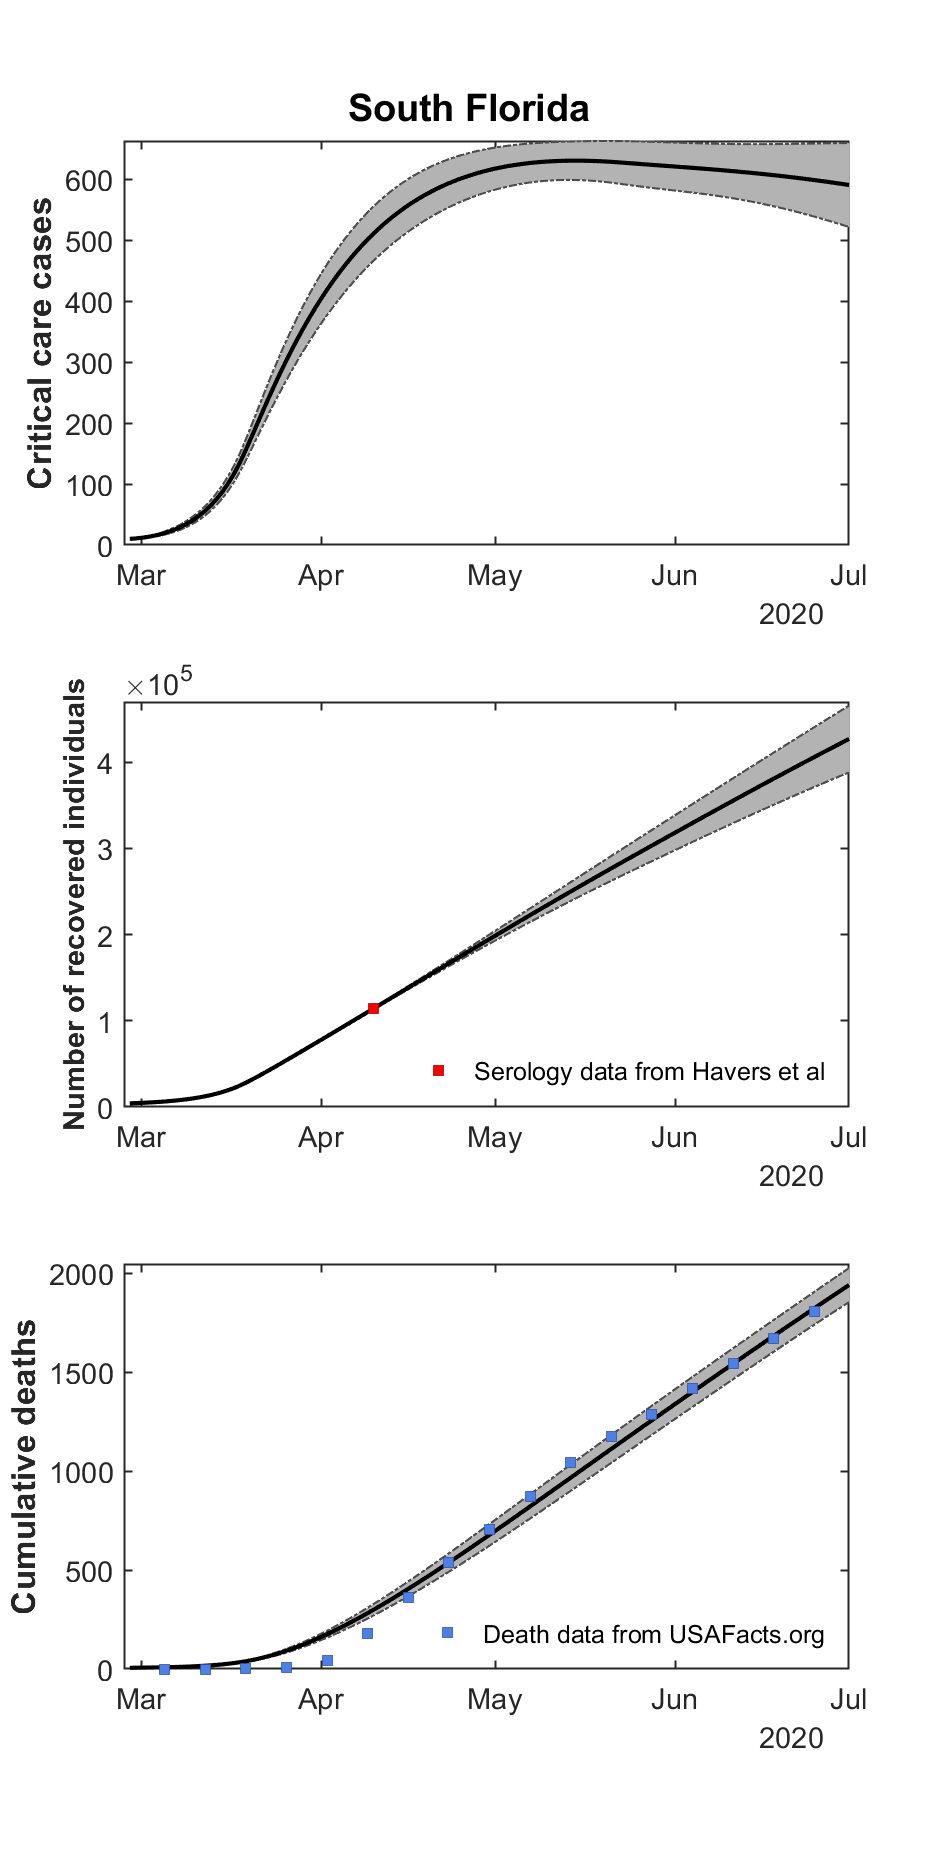 South Florida
Critical care cases
600
500
400
300
200
100
0
Mar Apr May Jun Jul
2020
×10^5
Number of recovered individuals
4
3
2
1
0
Serology data from Havers et al
Mar Apr May Jun Jul
2020
Cumulative deaths
2000
1500
1000
500
0
Death data from USAFacts.org
Mar Apr May Jun Jul
2020